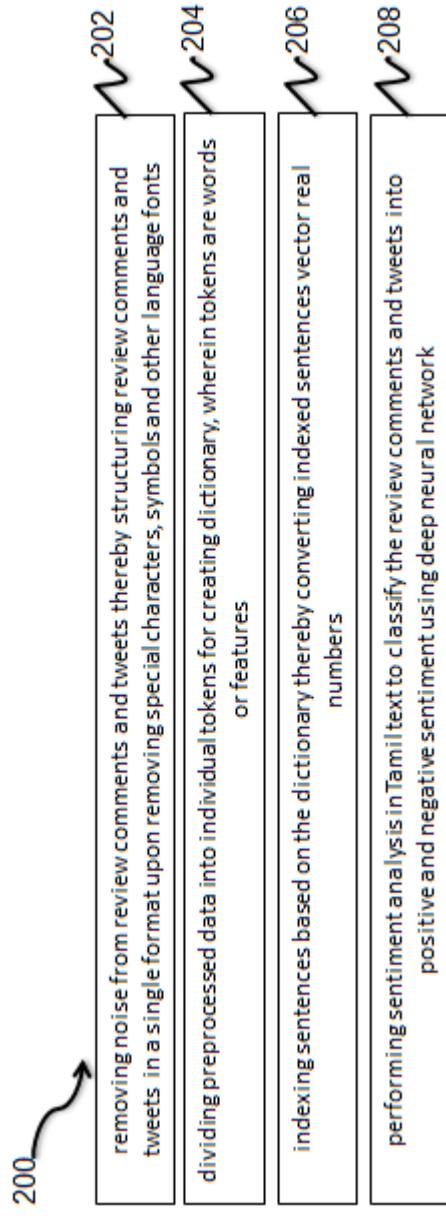 200
removing noise from review comments and tweets thereby structuring review comments and
tweets in a single format upon removing special characters, symbols and other language fonts
202
dividing preprocessed data into individual tokens for creating dictionary, wherein tokens are words
or features
204
indexing sentences based on the dictionary thereby converting indexed sentences vector real
numbers
206
performing sentiment analysis in Tamil text to classify the review comments and tweets into
positive and negative sentiment using deep neural network
208